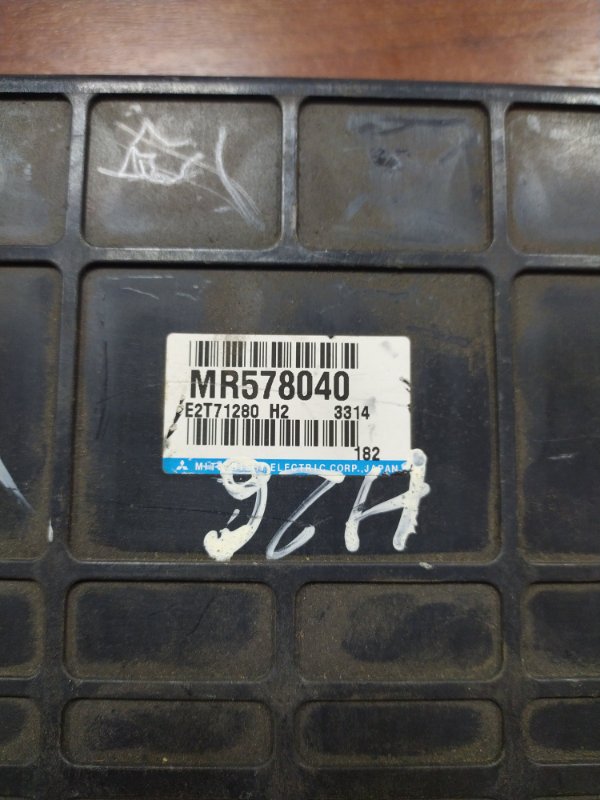 MR578040
E2T71280 H2 3314
182
MITSUBISHI ELECTRIC CORP., JAPAN